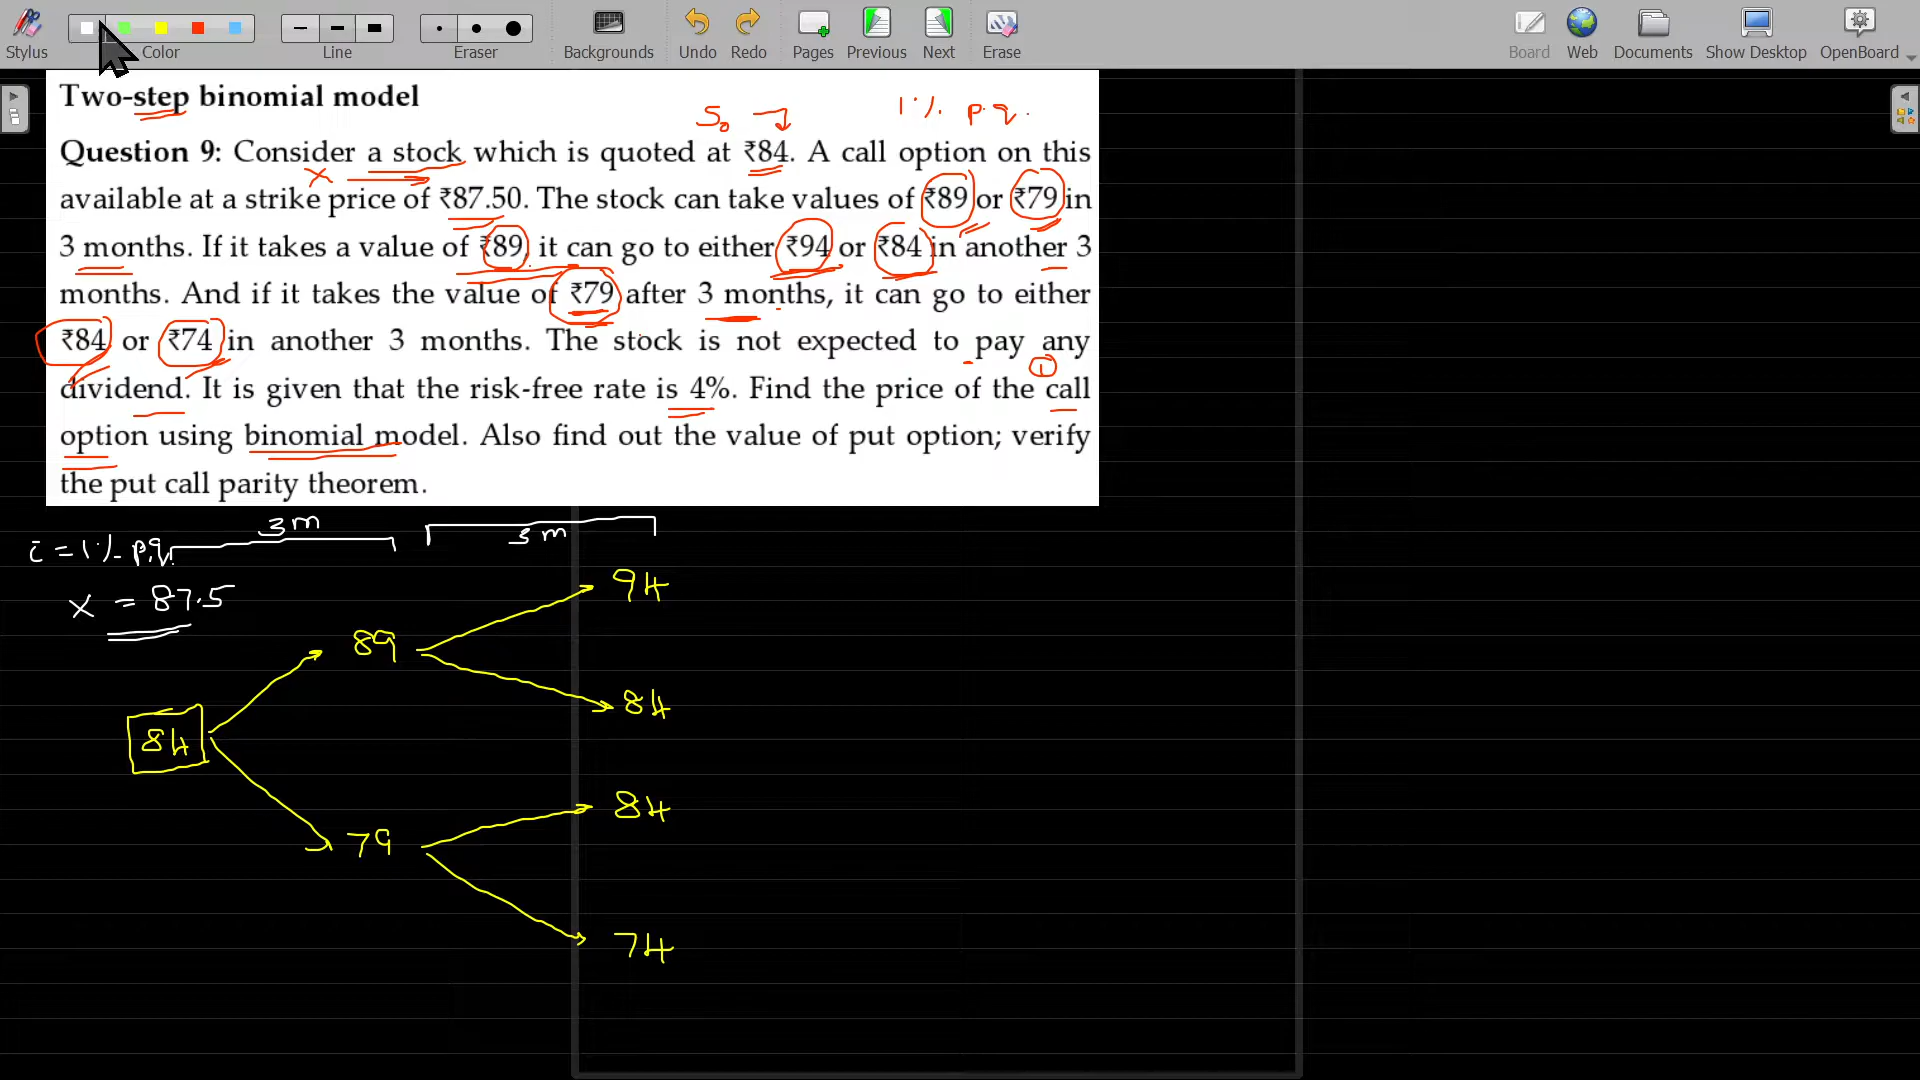 Stylus Color Line Eraser Backgrounds Undo Redo Pages Previous Next Erase Board Web Documents Show Desktop OpenBoard
Two-step binomial model
S₀ 1% p.q.
Question 9: Consider a stock which is quoted at ₹84. A call option on this
X
available at a strike price of ₹87.50. The stock can take values of ₹89 or ₹79 in
3 months. If it takes a value of ₹89, it can go to either ₹94 or ₹84 in another 3
months. And if it takes the value of ₹79 after 3 months, it can go to either
₹84 or ₹74 in another 3 months. The stock is not expected to pay any
1
dividend. It is given that the risk-free rate is 4%. Find the price of the call
option using binomial model. Also find out the value of put option; verify
the put call parity theorem.
3m 3m
i = 1% p.q.
X = 87.5
94
89
84
84
84
79
74